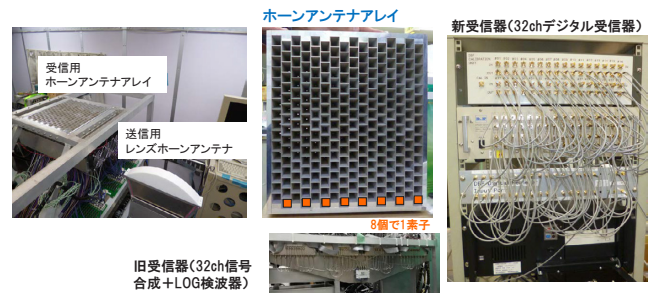 ホーンアンテナアレイ
新受信器(32chデジタル受信器)
受信用
ホーンアンテナアレイ
送信用
レンズホーンアンテナ
8個で1素子
旧受信器(32ch信号
合成+LOG検波器)